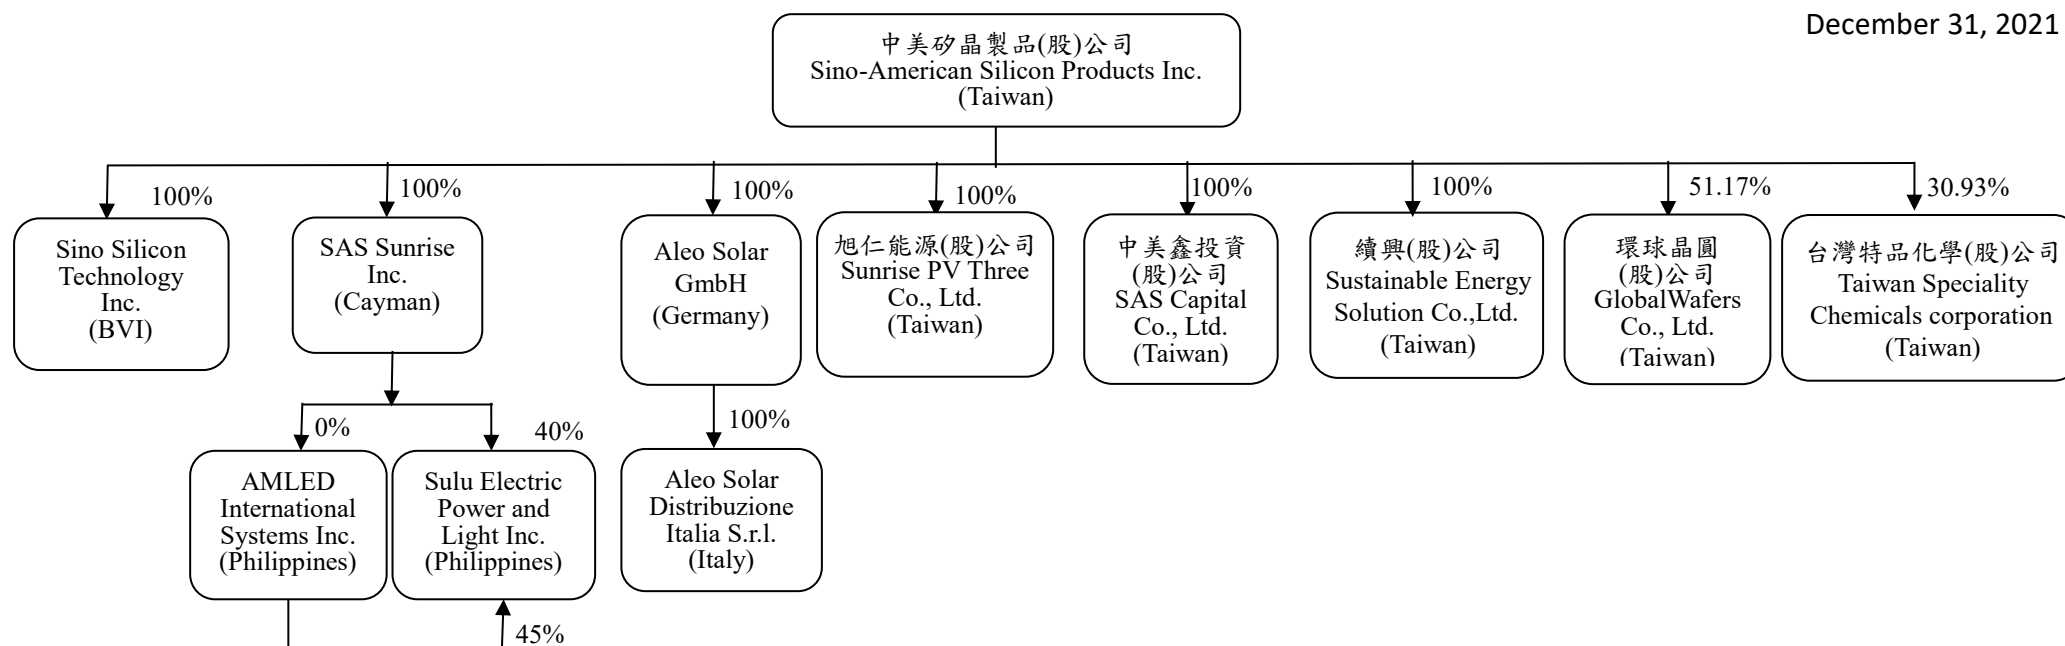 December 31, 2021
中美矽晶製品(股)公司
Sino-American Silicon Products Inc.
(Taiwan)
100%
100%
100%
100%
100%
100%
51.17%
30.93%
Sino Silicon
Technology
Inc.
(BVI)
SAS Sunrise
Inc.
(Cayman)
Aleo Solar
GmbH
(Germany)
旭仁能源(股)公司
Sunrise PV Three
Co., Ltd.
(Taiwan)
中美鑫投資
(股)公司
SAS Capital
Co., Ltd.
(Taiwan)
續興(股)公司
Sustainable Energy
Solution Co.,Ltd.
(Taiwan)
環球晶圓
(股)公司
GlobalWafers
Co., Ltd.
(Taiwan)
台灣特品化學(股)公司
Taiwan Speciality
Chemicals corporation
(Taiwan)
0%
40%
100%
AMLED
International
Systems Inc.
(Philippines)
Sulu Electric
Power and
Light Inc.
(Philippines)
Aleo Solar
Distribuzione
Italia S.r.l.
(Italy)
45%